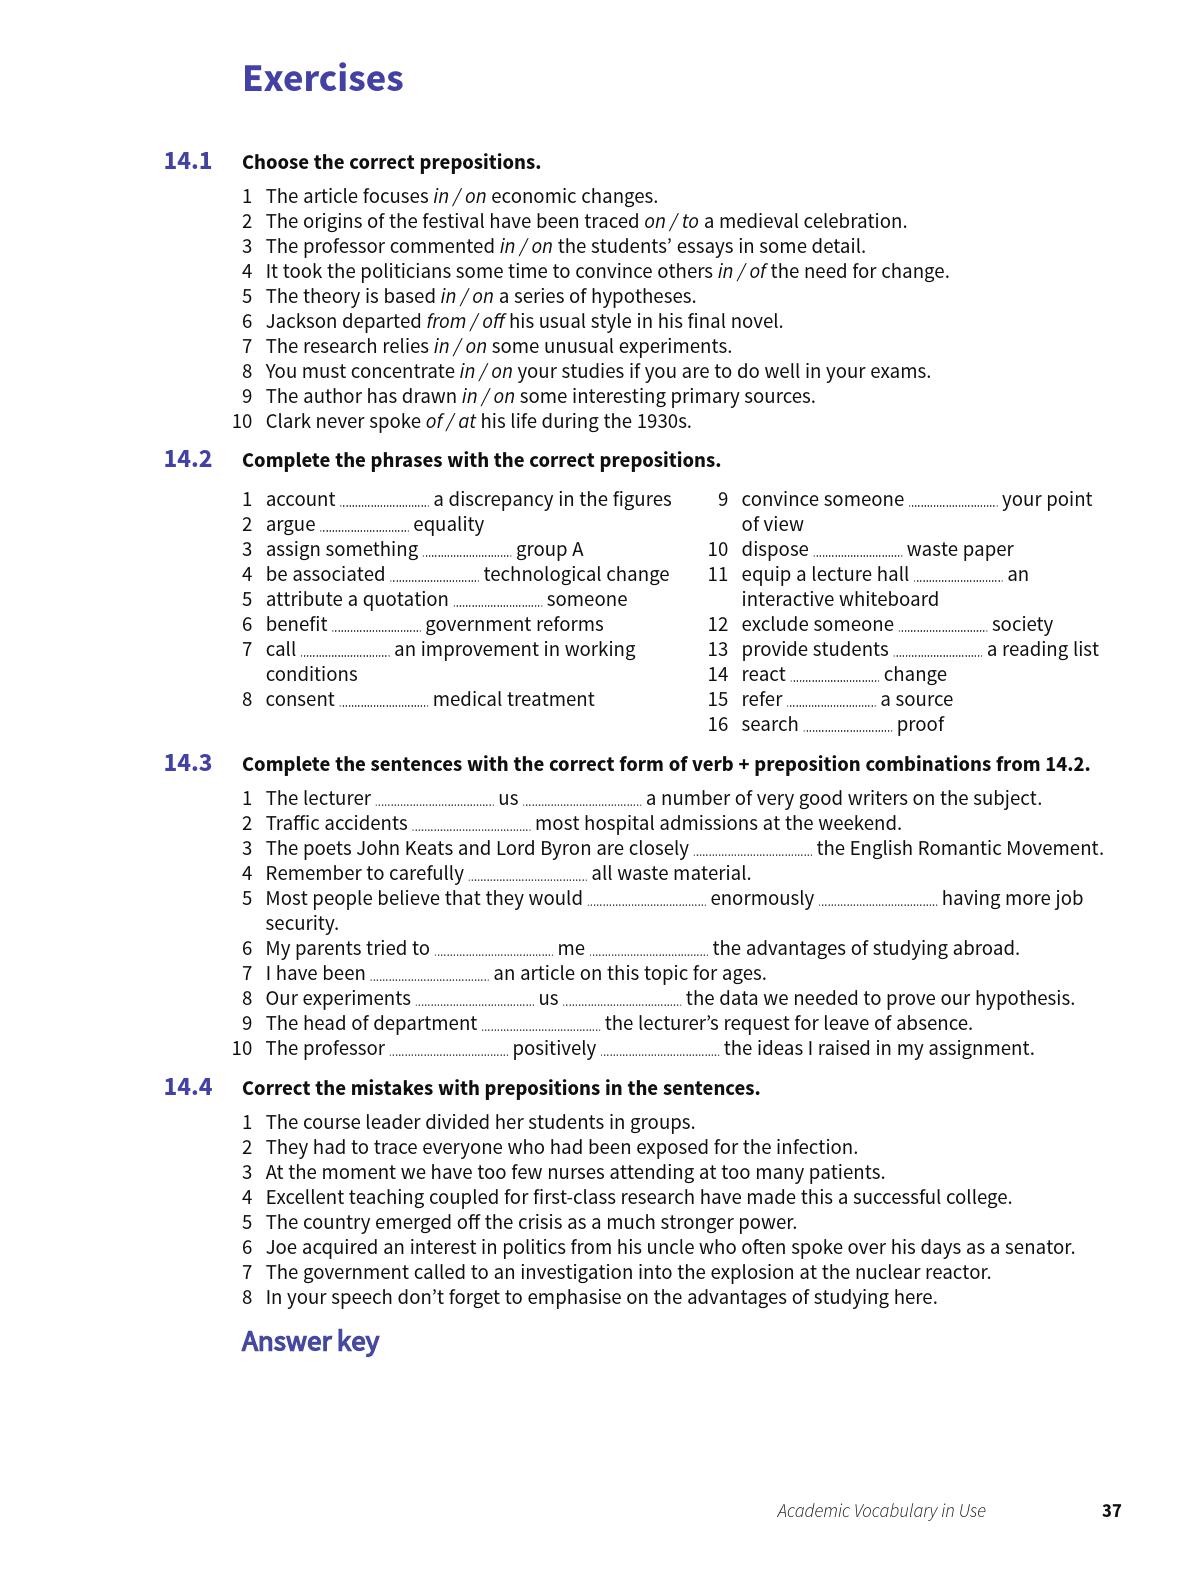 Exercises
14.1 Choose the correct prepositions.
1 The article focuses in / on economic changes.
2 The origins of the festival have been traced on / to a medieval celebration.
3 The professor commented in / on the students’ essays in some detail.
4 It took the politicians some time to convince others in / of the need for change.
5 The theory is based in / on a series of hypotheses.
6 Jackson departed from / off his usual style in his final novel.
7 The research relies in / on some unusual experiments.
8 You must concentrate in / on your studies if you are to do well in your exams.
9 The author has drawn in / on some interesting primary sources.
10 Clark never spoke of / at his life during the 1930s.
14.2 Complete the phrases with the correct prepositions.
1 account .............................. a discrepancy in the figures
2 argue .............................. equality
3 assign something .............................. group A
4 be associated .............................. technological change
5 attribute a quotation .............................. someone
6 benefit .............................. government reforms
7 call .............................. an improvement in working
conditions
8 consent .............................. medical treatment
9 convince someone .............................. your point
of view
10 dispose .............................. waste paper
11 equip a lecture hall .............................. an
interactive whiteboard
12 exclude someone .............................. society
13 provide students .............................. a reading list
14 react .............................. change
15 refer .............................. a source
16 search .............................. proof
14.3 Complete the sentences with the correct form of verb + preposition combinations from 14.2.
1 The lecturer ........................................ us ........................................ a number of very good writers on the subject.
2 Traffic accidents ........................................ most hospital admissions at the weekend.
3 The poets John Keats and Lord Byron are closely ........................................ the English Romantic Movement.
4 Remember to carefully ........................................ all waste material.
5 Most people believe that they would ........................................ enormously ........................................ having more job
security.
6 My parents tried to ........................................ me ........................................ the advantages of studying abroad.
7 I have been ........................................ an article on this topic for ages.
8 Our experiments ........................................ us ........................................ the data we needed to prove our hypothesis.
9 The head of department ........................................ the lecturer’s request for leave of absence.
10 The professor ........................................ positively ........................................ the ideas I raised in my assignment.
14.4 Correct the mistakes with prepositions in the sentences.
1 The course leader divided her students in groups.
2 They had to trace everyone who had been exposed for the infection.
3 At the moment we have too few nurses attending at too many patients.
4 Excellent teaching coupled for first-class research have made this a successful college.
5 The country emerged off the crisis as a much stronger power.
6 Joe acquired an interest in politics from his uncle who often spoke over his days as a senator.
7 The government called to an investigation into the explosion at the nuclear reactor.
8 In your speech don’t forget to emphasise on the advantages of studying here.
Answer key
Academic Vocabulary in Use 37